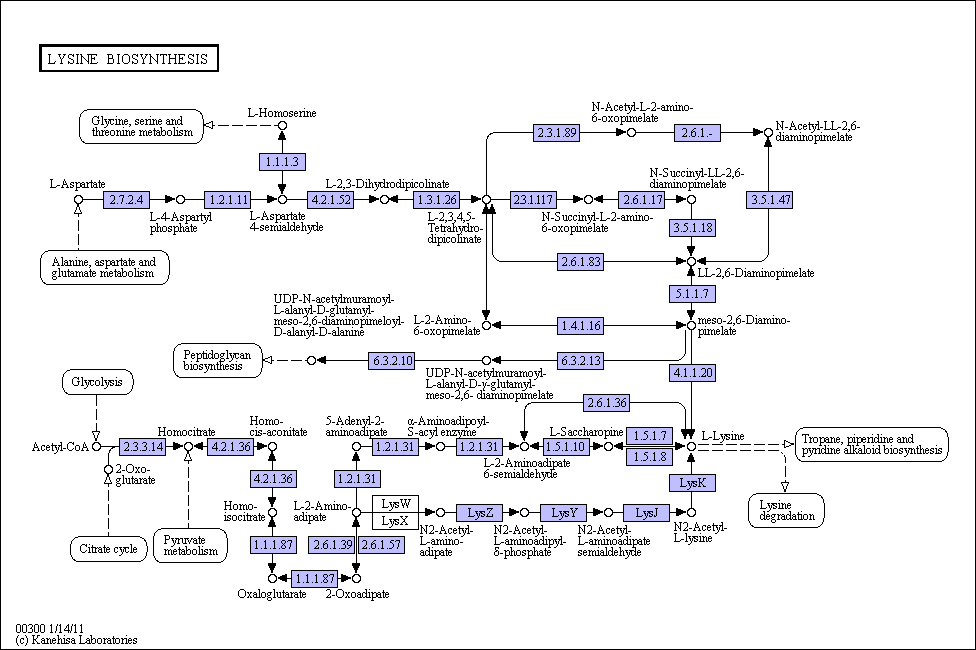 LYSINE BIOSYNTHESIS
Glycine, serine and
threonine metabolism
L-Homoserine
1.1.1.3
L-Aspartate
2.7.2.4
L-4-Aspartyl
phosphate
1.2.1.11
L-Aspartate
4-semialdehyde
4.2.1.52
L-2,3-Dihydrodipicolinate
1.3.1.26
L-2,3,4,5-
Tetrahydro-
dipicolinate
Alanine, aspartate and
glutamate metabolism
2.3.1.89
N-Acetyl-L-2-amino-
6-oxopimelate
2.6.1.-
N-Acetyl-LL-2,6-
diaminopimelate
2.3.1.117
N-Succinyl-L-2-amino-
6-oxopimelate
2.6.1.17
N-Succinyl-LL-2,6-
diaminopimelate
3.5.1.47
3.5.1.18
2.6.1.83
LL-2,6-Diaminopimelate
5.1.1.7
UDP-N-acetylmuramoyl-
L-alanyl-D-glutamyl-
meso-2,6-diaminopimeloyl-
D-alanyl-D-alanine
L-2-Amino-
6-oxopimelate
1.4.1.16
meso-2,6-Diamino-
pimelate
Peptidoglycan
biosynthesis
6.3.2.10
6.3.2.13
UDP-N-acetylmuramoyl-
L-alanyl-D-γ-glutamyl-
meso-2,6- diaminopimelate
4.1.1.20
Glycolysis
2.6.1.36
Acetyl-CoA
2.3.3.14
Homocitrate
4.2.1.36
Homo-
cis-aconitate
5-Adenyl-2-
aminoadipate
1.2.1.31
α-Aminoadipoyl-
S-acyl enzyme
1.2.1.31
L-2-Aminoadipate
6-semialdehyde
1.5.1.10
L-Saccharopine
1.5.1.7
1.5.1.8
L-Lysine
Tropane, piperidine and
pyridine alkaloid biosynthesis
2-Oxo-
glutarate
4.2.1.36
1.2.1.31
LysK
Lysine
degradation
Homo-
isocitrate
L-2-Amino-
adipate
LysW
LysX
LysZ
LysY
LysJ
N2-Acetyl-
L-amino-
adipate
N2-Acetyl-
L-aminoadipyl-
δ-phosphate
N2-Acetyl-
L-aminoadipate
semialdehyde
N2-Acetyl-
L-lysine
Citrate cycle
Pyruvate
metabolism
1.1.1.87
2.6.1.39
2.6.1.57
1.1.1.87
Oxaloglutarate
2-Oxoadipate
00300 1/14/11
(c) Kanehisa Laboratories